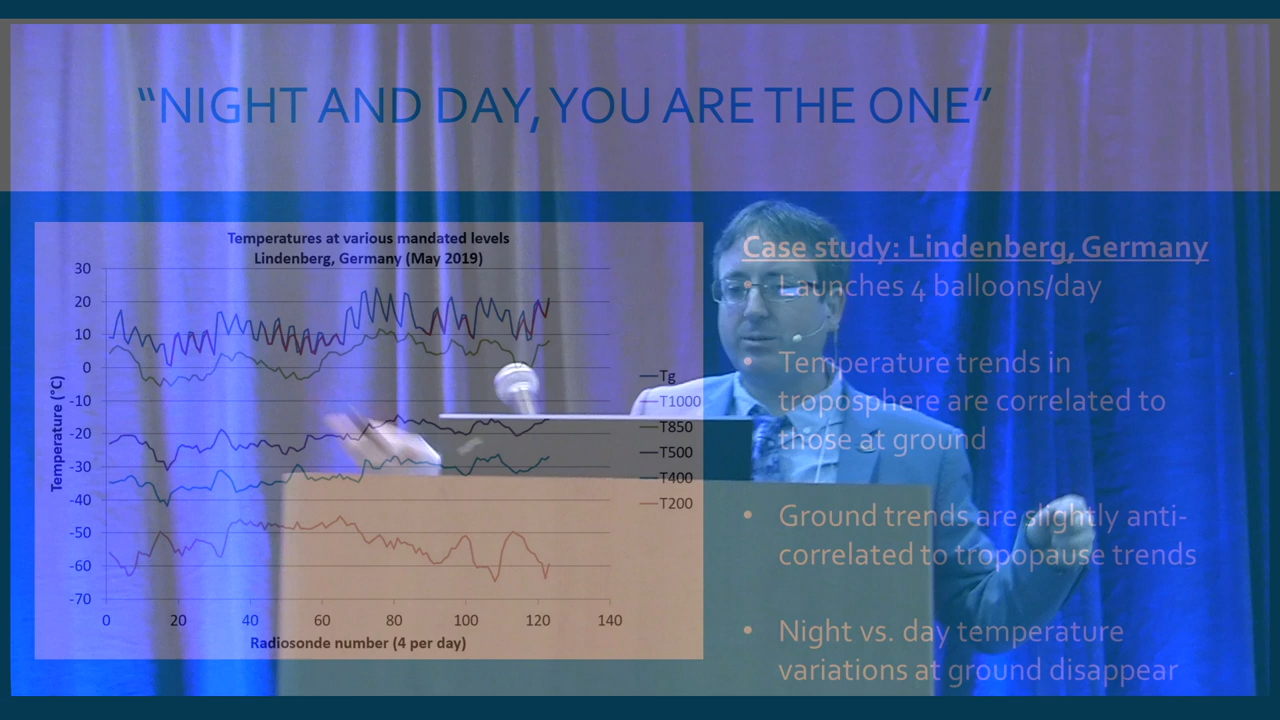 “NIGHT AND DAY, YOU ARE THE ONE”
Temperatures at various mandated levels
Lindenberg, Germany (May 2019)
30
20
10
0
-10
-20
-30
-40
-50
-60
-70
Temperature (°C)
0 20 40 60 80 100 120 140
Radiosonde number (4 per day)
Tg
T1000
T850
T500
T400
T200
Case study: Lindenberg, Germany
• Launches 4 balloons/day
• Temperature trends in
troposphere are correlated to
those at ground
• Ground trends are slightly anti-
correlated to tropopause trends
• Night vs. day temperature
variations at ground disappear